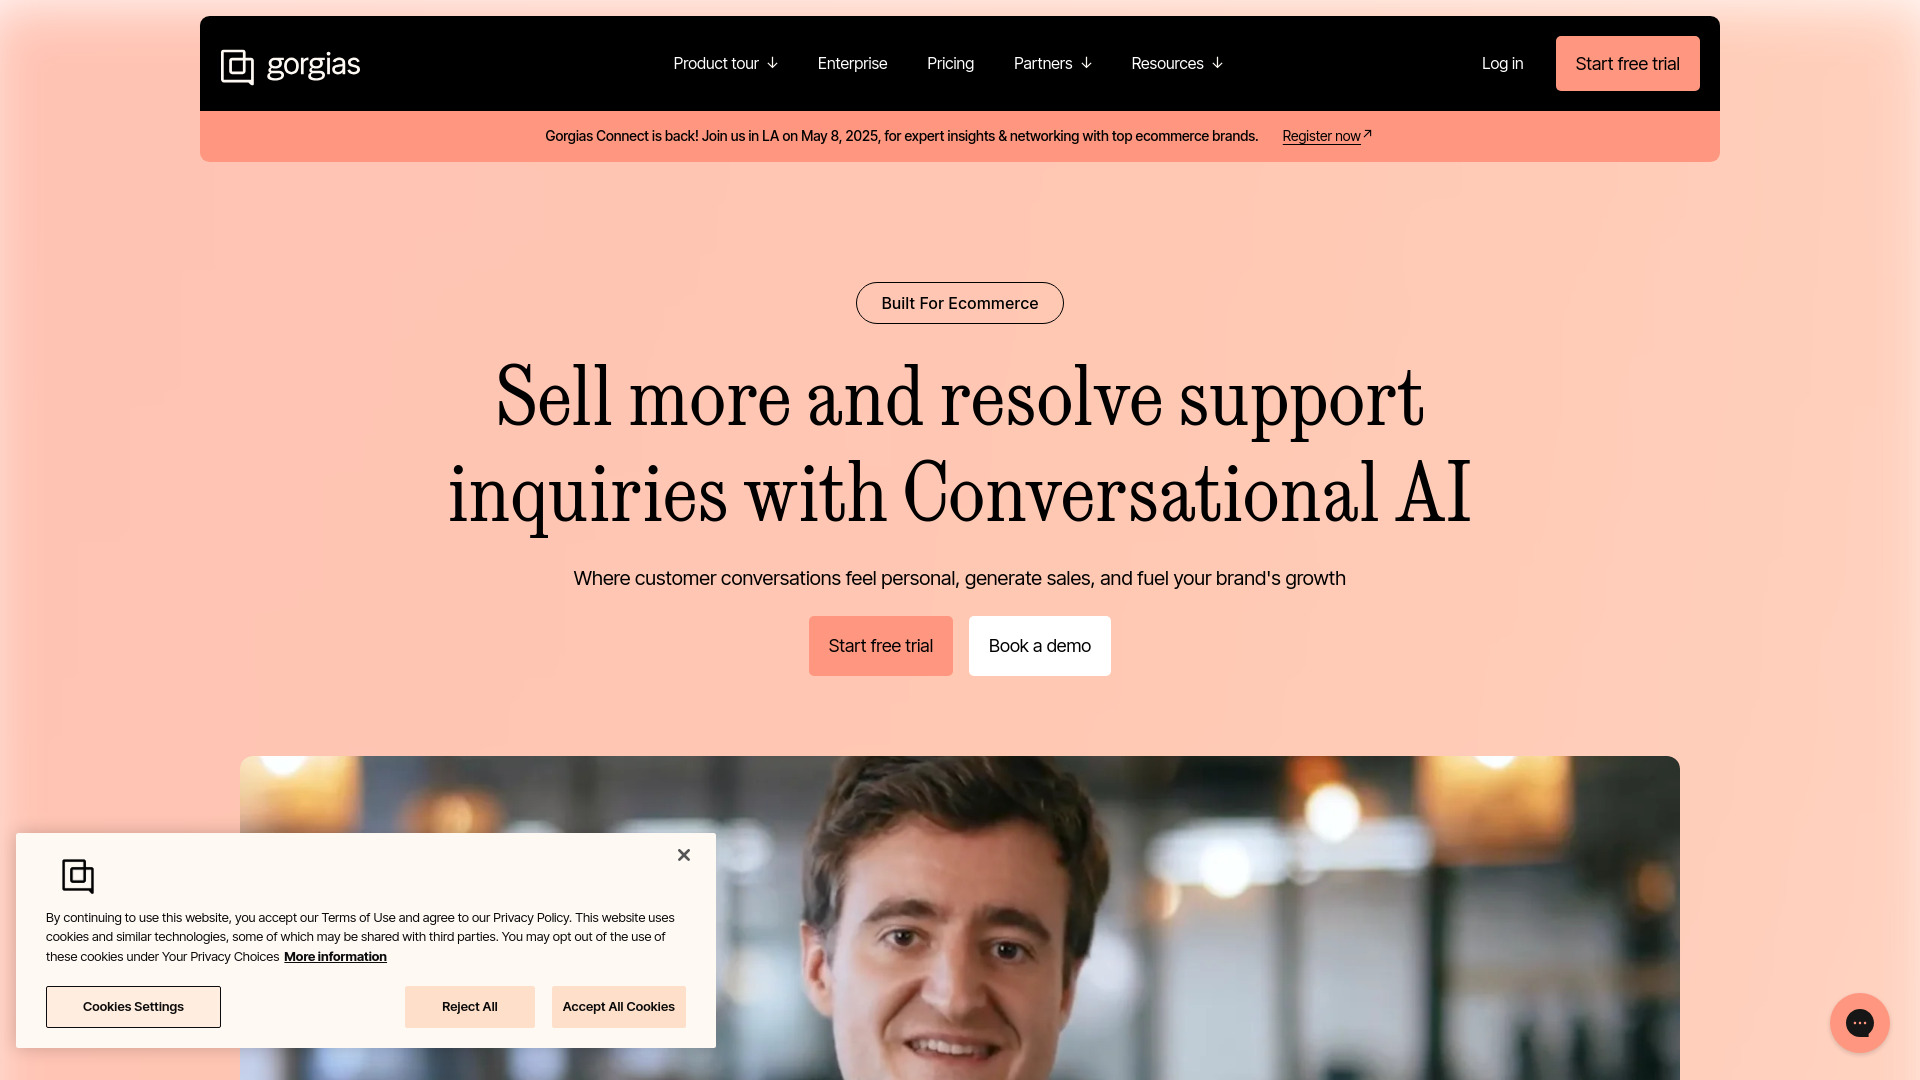 gorgias
Product tour
Enterprise
Pricing
Partners
Resources
Log in
Start free trial
Gorgias Connect is back! Join us in LA on May 8, 2025, for expert insights & networking with top ecommerce brands.
Register now
Built For Ecommerce
Sell more and resolve support
inquiries with Conversational AI
Where customer conversations feel personal, generate sales, and fuel your brand's growth
Start free trial
Book a demo
By continuing to use this website, you accept our Terms of Use and agree to our Privacy Policy. This website uses
cookies and similar technologies, some of which may be shared with third parties. You may opt out of the use of
these cookies under Your Privacy Choices More information
Cookies Settings
Reject All
Accept All Cookies